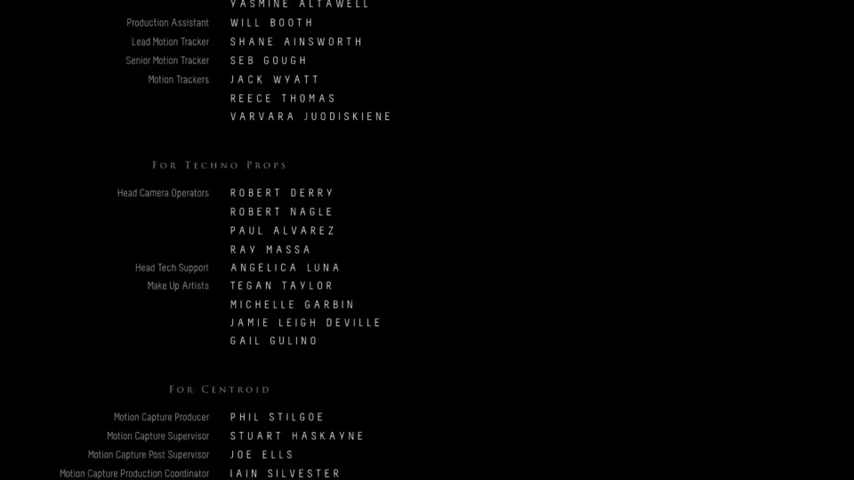 YASMINE ALTAWELL
Production Assistant WILL BOOTH
Lead Motion Tracker SHANE AINSWORTH
Senior Motion Tracker SEB GOUGH
Motion Trackers JACK WYATT
REECE THOMAS
VARVARA JUODISKIENE
FOR TECHNO PROPS
Head Camera Operators ROBERT DERRY
ROBERT NAGLE
PAUL ALVAREZ
RAY MASSA
Head Tech Support ANGELICA LUNA
Make Up Artists TEGAN TAYLOR
MICHELLE GARBIN
JAMIE LEIGH DEVILLE
GAIL GULINO
FOR CENTROID
Motion Capture Producer PHIL STILGOE
Motion Capture Supervisor STUART HASKAYNE
Motion Capture Post Supervisor JOE ELLS
Motion Capture Production Coordinator IAIN SILVESTER